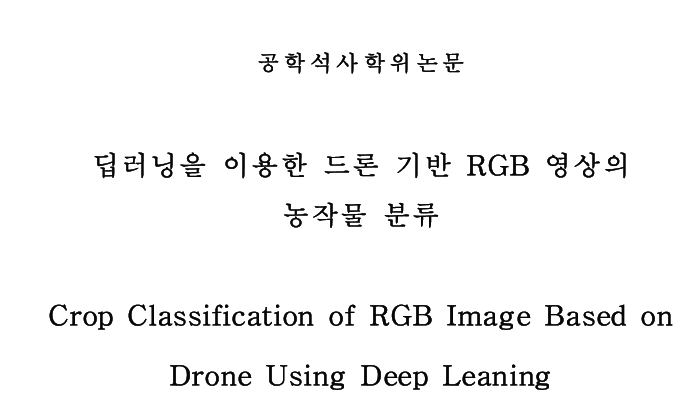 공학석사학위논문
딥러닝을 이용한 드론 기반 RGB 영상의
농작물 분류
Crop Classification of RGB Image Based on
Drone Using Deep Leaning